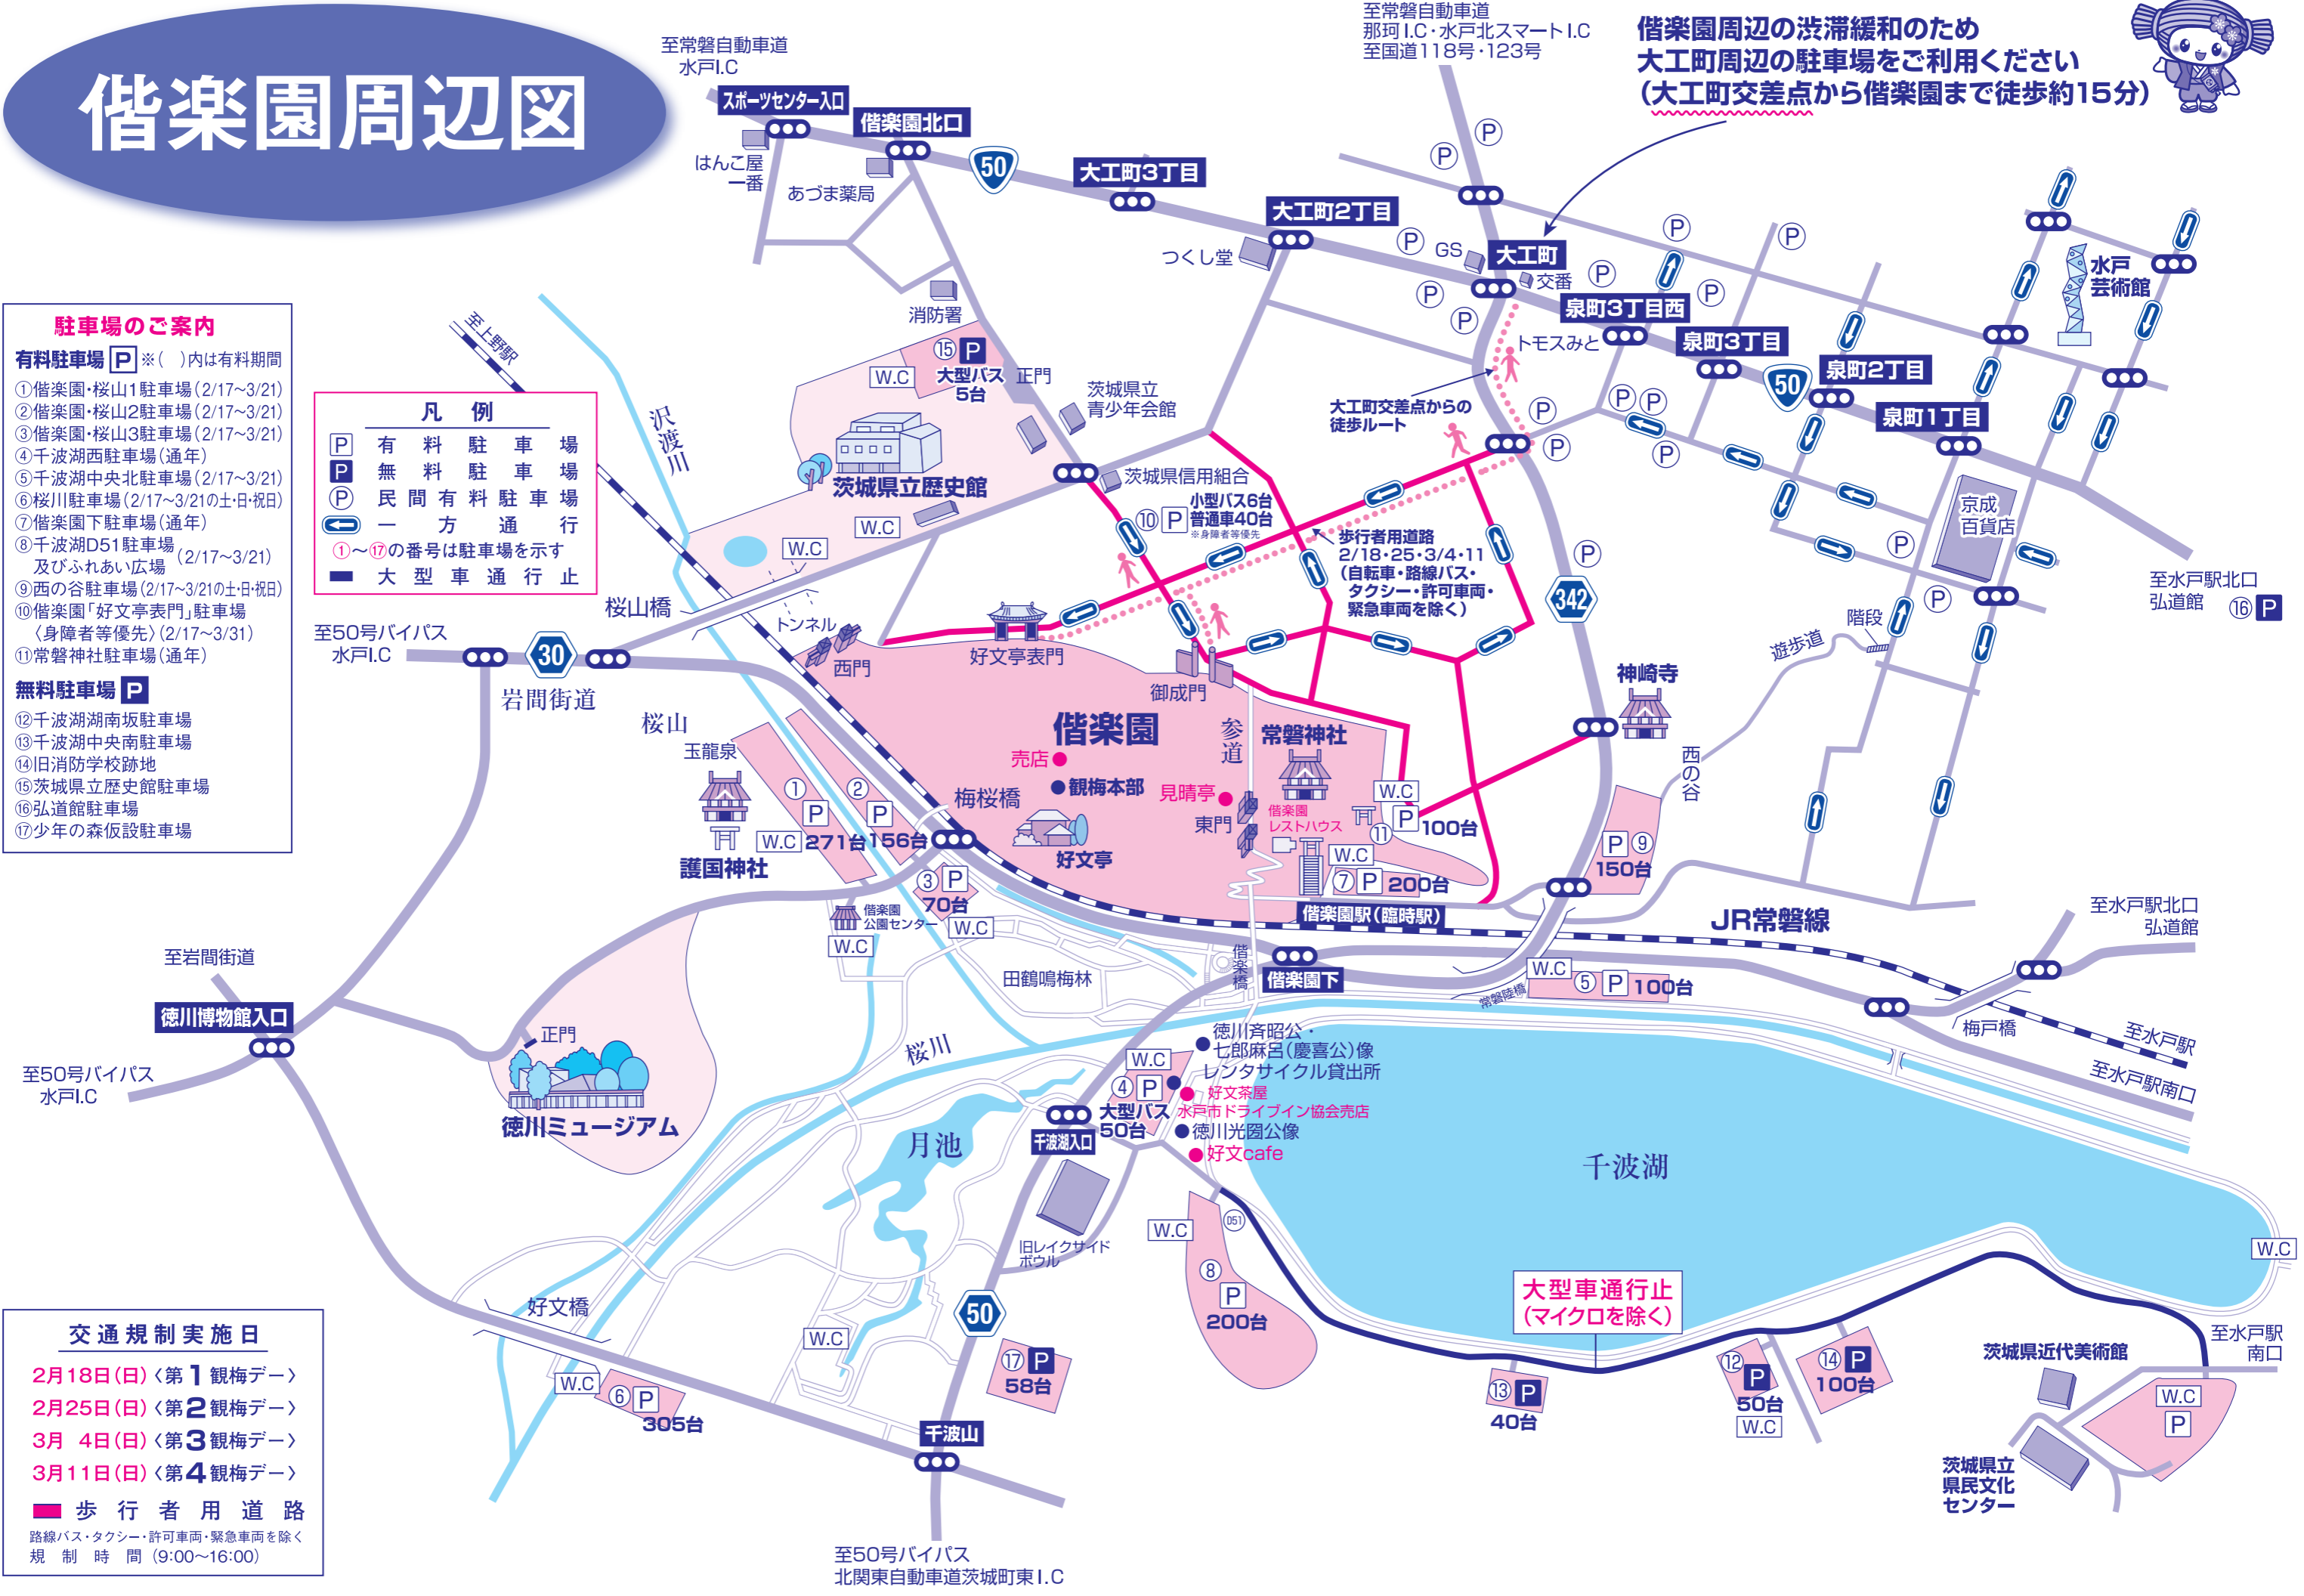 偕楽園周辺図
至常磐自動車道
水戸I.C
至常磐自動車道
那珂I.C・水戸北スマートI.C
至国道118号・123号
偕楽園周辺の渋滞緩和のため
大工町周辺の駐車場をご利用ください
(大工町交差点から偕楽園まで徒歩約15分)
スポーツセンター入口
偕楽園北口
50
大工町3丁目
大工町2丁目
大工町
はんこ屋
一番
あづま薬局
つくし堂
GS
交番
P
P
P
P
P
P
P
P
P
泉町3丁目西
泉町3丁目
50
泉町2丁目
泉町1丁目
水戸
芸術館
トモスみと
消防署
駐車場のご案内
有料駐車場 P ※( )内は有料期間
①偕楽園・桜山1駐車場(2/17~3/21)
②偕楽園・桜山2駐車場(2/17~3/21)
③偕楽園・桜山3駐車場(2/17~3/21)
④千波湖西駐車場(通年)
⑤千波湖中央北駐車場(2/17~3/21)
⑥桜川駐車場(2/17~3/21の土・日・祝日)
⑦偕楽園下駐車場(通年)
⑧千波湖D51駐車場
及びふれあい広場 (2/17~3/21)
⑨西の谷駐車場(2/17~3/21の土・日・祝日)
⑩偕楽園「好文亭表門」駐車場
〈身障者等優先〉(2/17~3/31)
⑪常磐神社駐車場(通年)
無料駐車場 P
⑫千波湖湖南坂駐車場
⑬千波湖中央南駐車場
⑭旧消防学校跡地
⑮茨城県立歴史館駐車場
⑯弘道館駐車場
⑰少年の森仮設駐車場
凡例
P 有料駐車場
P 無料駐車場
P 民間有料駐車場
一方通行
①~⑰の番号は駐車場を示す
大型車通行止
至上野駅
沢渡川
⑮ P
大型バス
5台
W.C
正門
茨城県立
青少年会館
茨城県立歴史館
W.C
W.C
茨城県信用組合
⑩ P 小型バス6台
普通車40台
※身障者等優先
大工町交差点からの
徒歩ルート
歩行者用道路
2/18・25・3/4・11
(自転車・路線バス・
タクシー・許可車両・
緊急車両を除く)
P
P
P
P
P
P
342
京成
百貨店
P
P
至水戸駅北口
弘道館 ⑯ P
階段
遊歩道
桜山橋
トンネル
西門
好文亭表門
御成門
至50号バイパス
水戸I.C
30
岩間街道
桜山
玉龍泉
護国神社
W.C
① P
271台
② P
156台
③ P
70台
梅桜橋
偕楽園
売店
観梅本部
好文亭
参道
常磐神社
見晴亭
東門
偕楽園
レストハウス
W.C
⑪ P 100台
W.C
⑦ P 200台
神崎寺
西の谷
P ⑨
150台
偕楽園駅(臨時駅)
JR常磐線
至水戸駅北口
弘道館
偕楽園
公園センター
W.C
W.C
田鶴鳴梅林
偕楽橋
偕楽園下
常磐陸橋
W.C
⑤ P 100台
梅戸橋
至水戸駅
至水戸駅南口
至岩間街道
徳川博物館入口
至50号バイパス
水戸I.C
正門
徳川ミュージアム
桜川
月池
W.C
④ P
大型バス
50台
千波湖入口
徳川斉昭公・
七郎麻呂(慶喜公)像
レンタサイクル貸出所
好文茶屋
水戸市ドライブイン協会売店
徳川光圀公像
好文cafe
千波湖
旧レイクサイド
ボウル
W.C
D51
⑧
P
200台
W.C
大型車通行止
(マイクロを除く)
好文橋
W.C
50
⑰ P
58台
W.C
⑥ P
305台
千波山
⑬ P
40台
⑫
P
50台
W.C
⑭ P
100台
至水戸駅
南口
茨城県近代美術館
W.C
P
茨城県立
県民文化
センター
交通規制実施日
2月18日(日)〈第1観梅デー〉
2月25日(日)〈第2観梅デー〉
3月 4日(日)〈第3観梅デー〉
3月11日(日)〈第4観梅デー〉
歩行者用道路
路線バス・タクシー・許可車両・緊急車両を除く
規制時間(9:00~16:00)
至50号バイパス
北関東自動車道茨城町東I.C